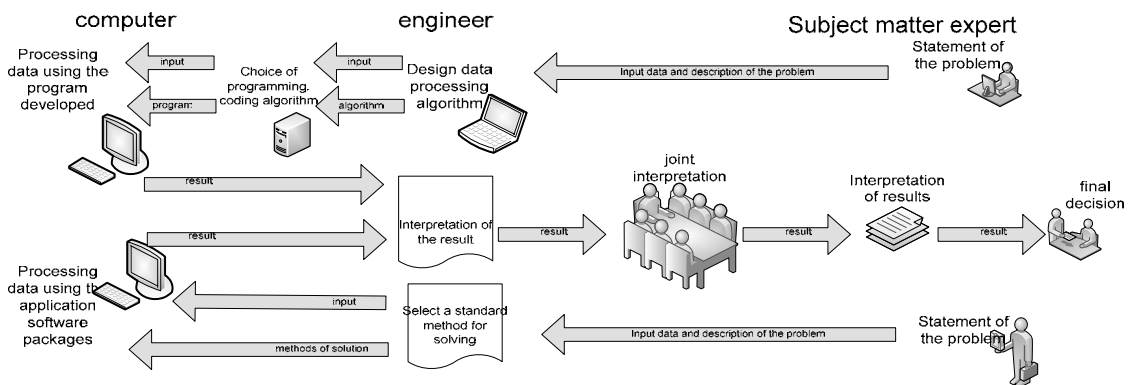 computer
engineer
Subject matter expert
Processing
data using the
program
developed
input
program
Choice of
programming,
coding algorithm
input
algorithm
Design data
processing
algorithm
Input data and description of the problem
Statement of
the problem
result
result
Interpretation of
the result
result
joint
interpretation
result
Interpretation
of results
result
final
decision
Processing
data using the
application
software
packages
input
methods of solution
Select a standard
method for
solving
Input data and description of the problem
Statement of
the problem